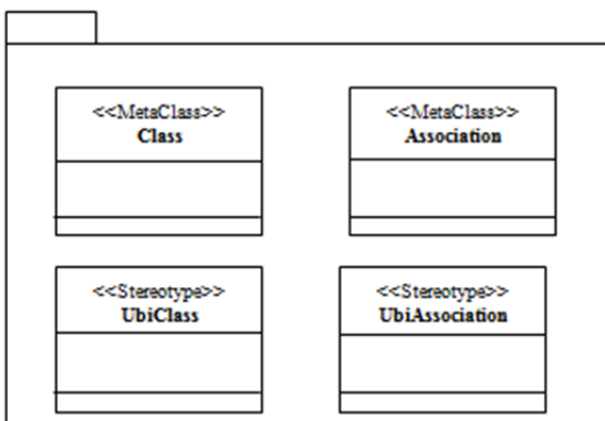 <<MetaClass>>
Class
<<MetaClass>>
Association
<<Stereotype>>
UbiClass
<<Stereotype>>
UbiAssociation